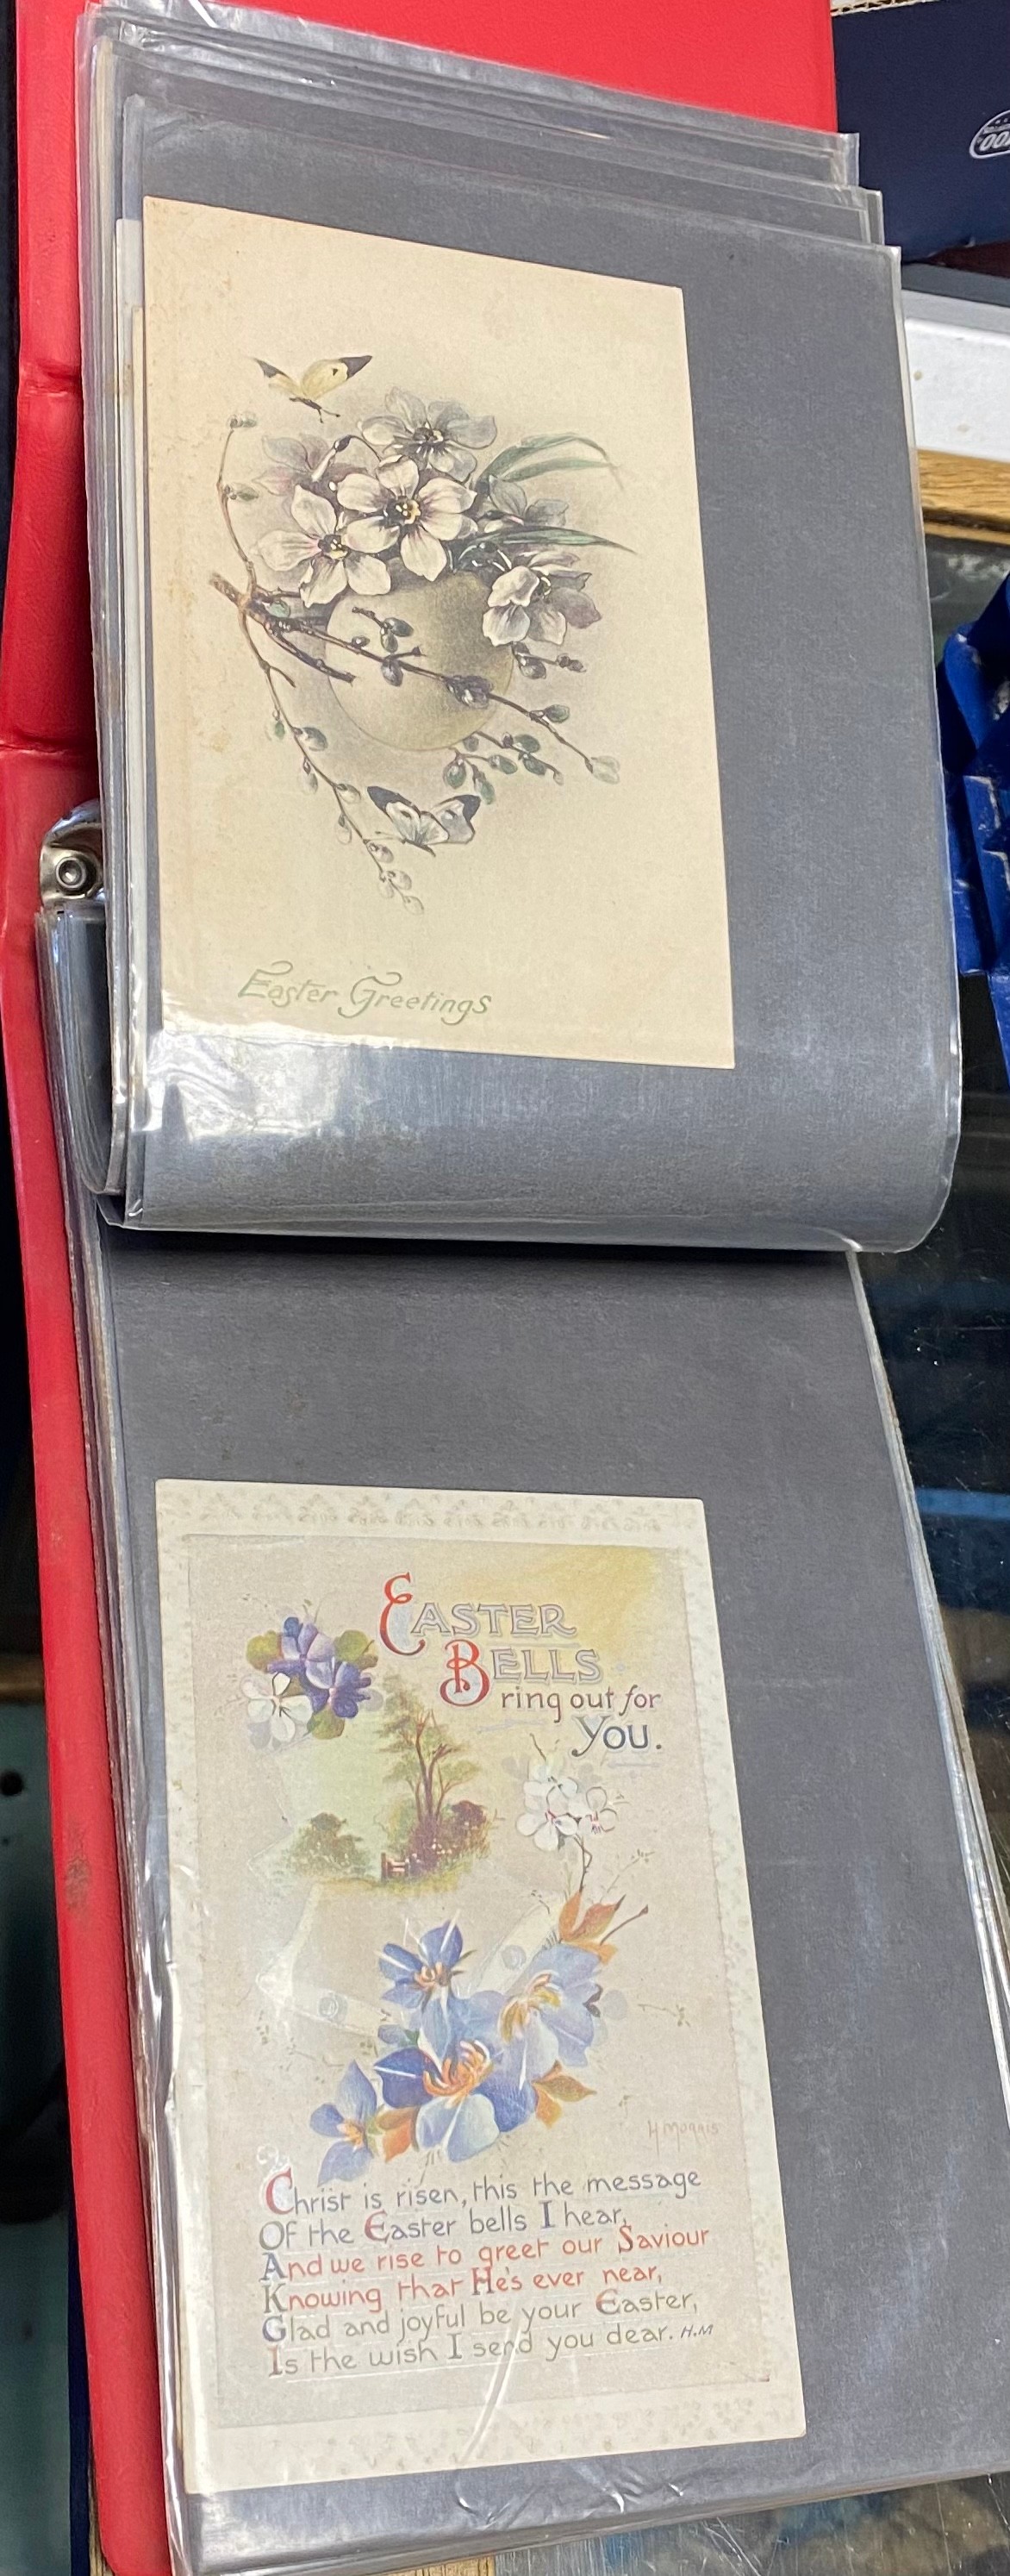 Easter Greetings
EASTER
BELLS
ring out for
YOU.
H MORRIS
Christ is risen, this the message
Of the Easter bells I hear,
And we rise to greet our Saviour
Knowing that He's ever near,
Glad and joyful be your Easter,
Is the wish I send you dear. H.M